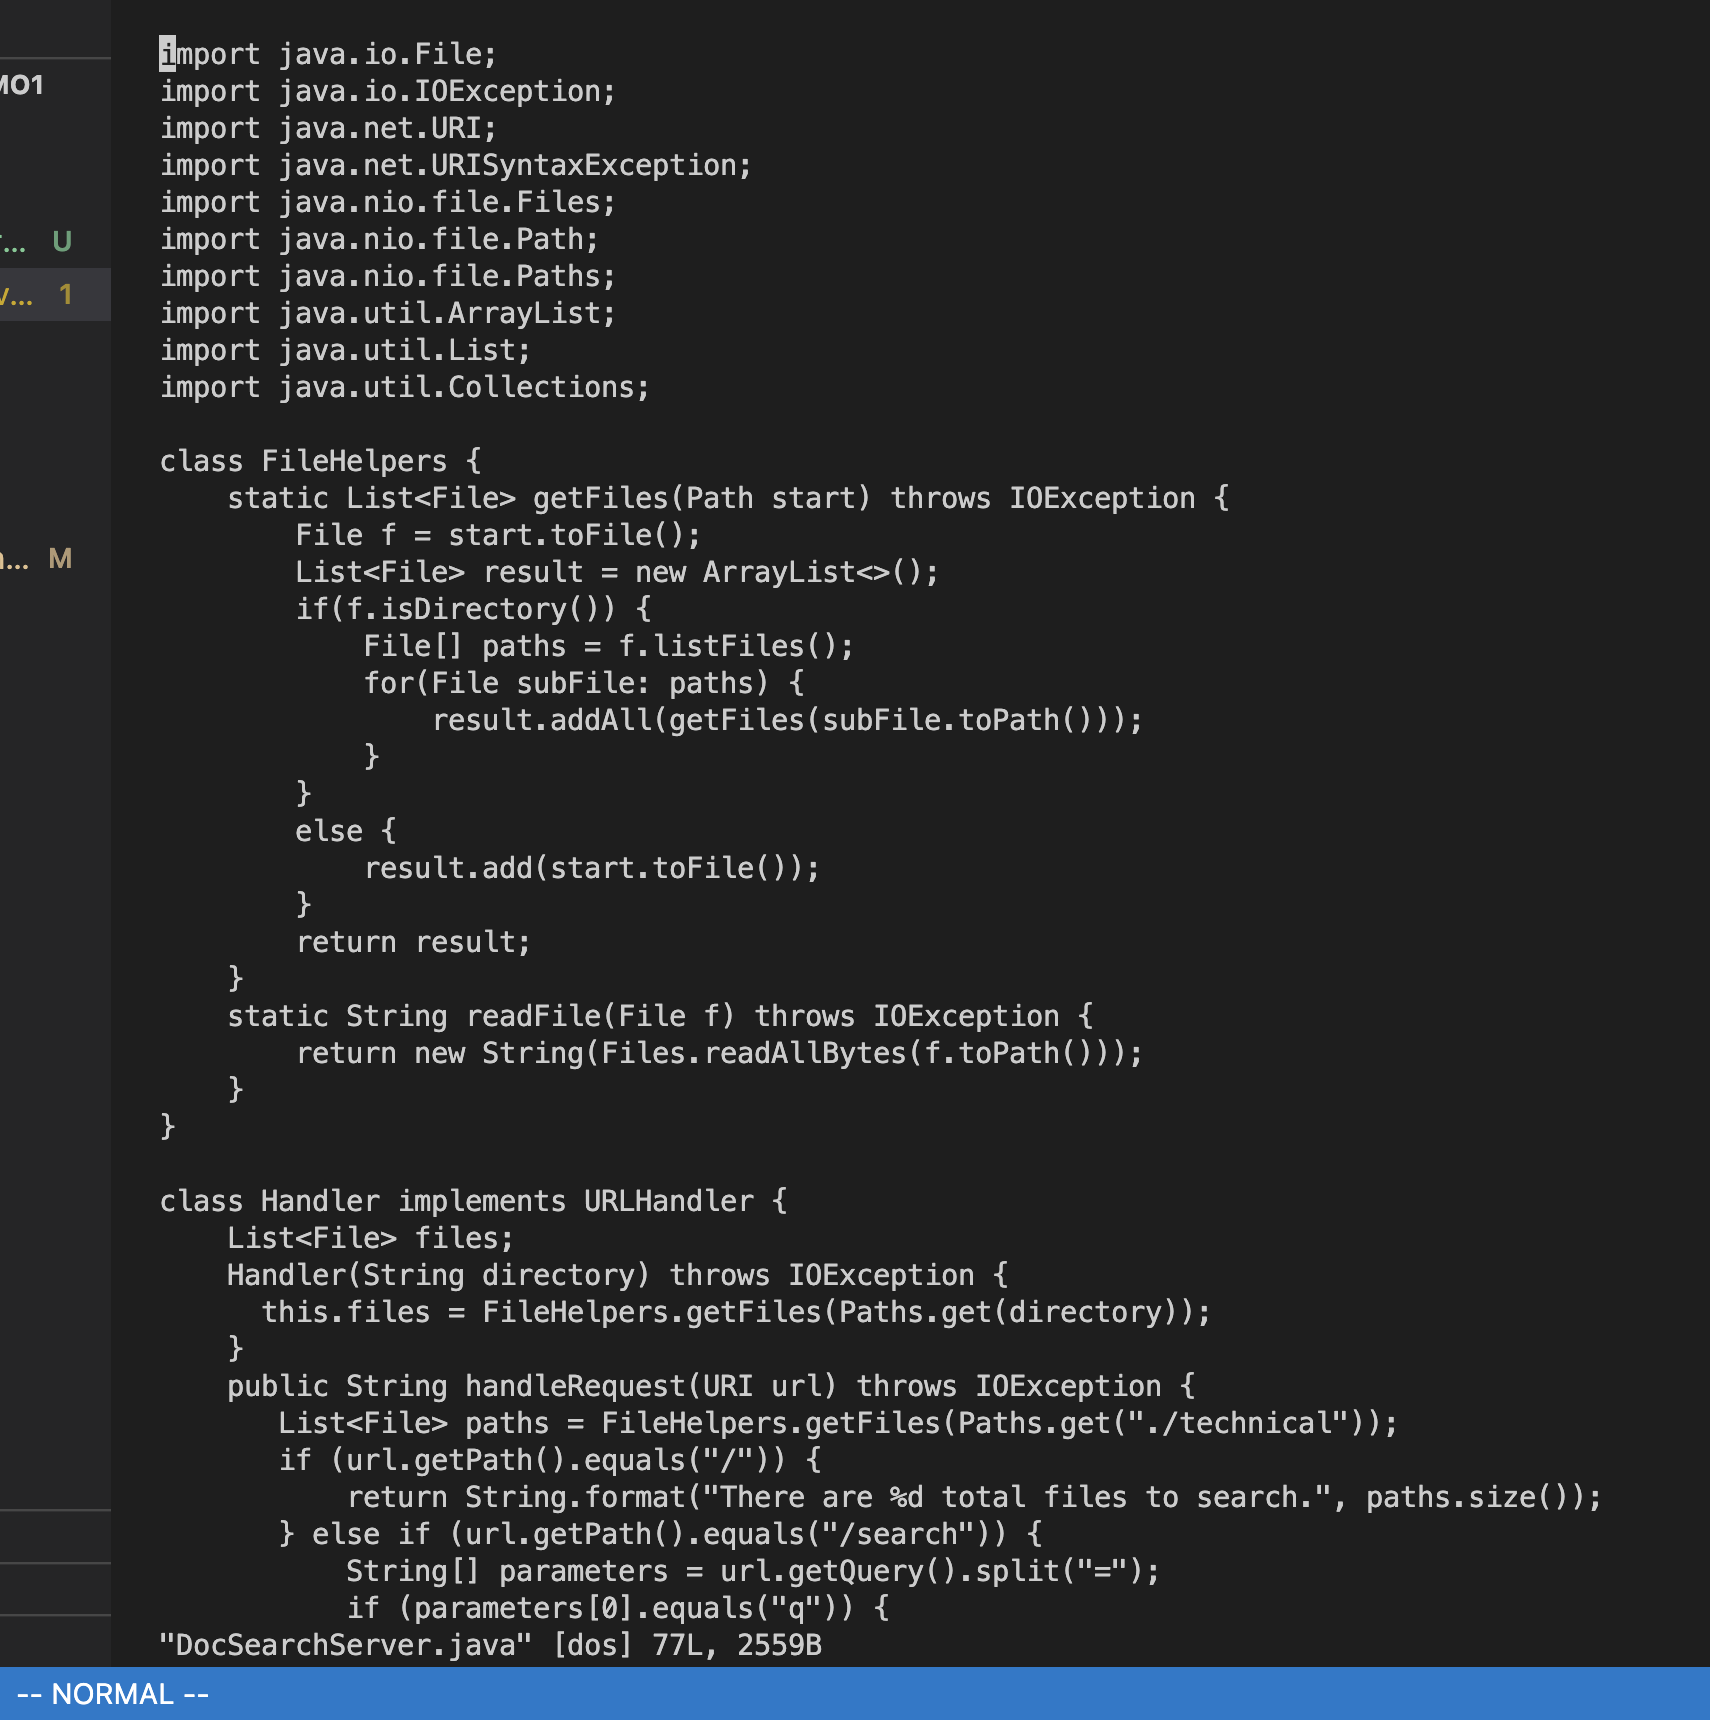 import java.io.File;
import java.io.IOException;
MO1
import java.net.URI;
import java.net.URISyntaxException;
import java.nio.file.Files;
import java.nio.file.Path;
... U
import java.nio.file.Paths;
v... 1
import java.util.ArrayList;
import java.util.List;
import java.util.Collections;
class FileHelpers {
    static List<File> getFiles(Path start) throws IOException {
        File f = start.toFile();
... M
        List<File> result = new ArrayList<>();
        if(f.isDirectory()) {
            File[] paths = f.listFiles();
            for(File subFile: paths) {
                result.addAll(getFiles(subFile.toPath()));
            }
        }
        else {
            result.add(start.toFile());
        }
        return result;
    }
    static String readFile(File f) throws IOException {
        return new String(Files.readAllBytes(f.toPath()));
    }
}
class Handler implements URLHandler {
    List<File> files;
    Handler(String directory) throws IOException {
      this.files = FileHelpers.getFiles(Paths.get(directory));
    }
    public String handleRequest(URI url) throws IOException {
       List<File> paths = FileHelpers.getFiles(Paths.get("./technical"));
       if (url.getPath().equals("/")) {
           return String.format("There are %d total files to search.", paths.size());
       } else if (url.getPath().equals("/search")) {
           String[] parameters = url.getQuery().split("=");
           if (parameters[0].equals("q")) {
"DocSearchServer.java" [dos] 77L, 2559B
-- NORMAL --